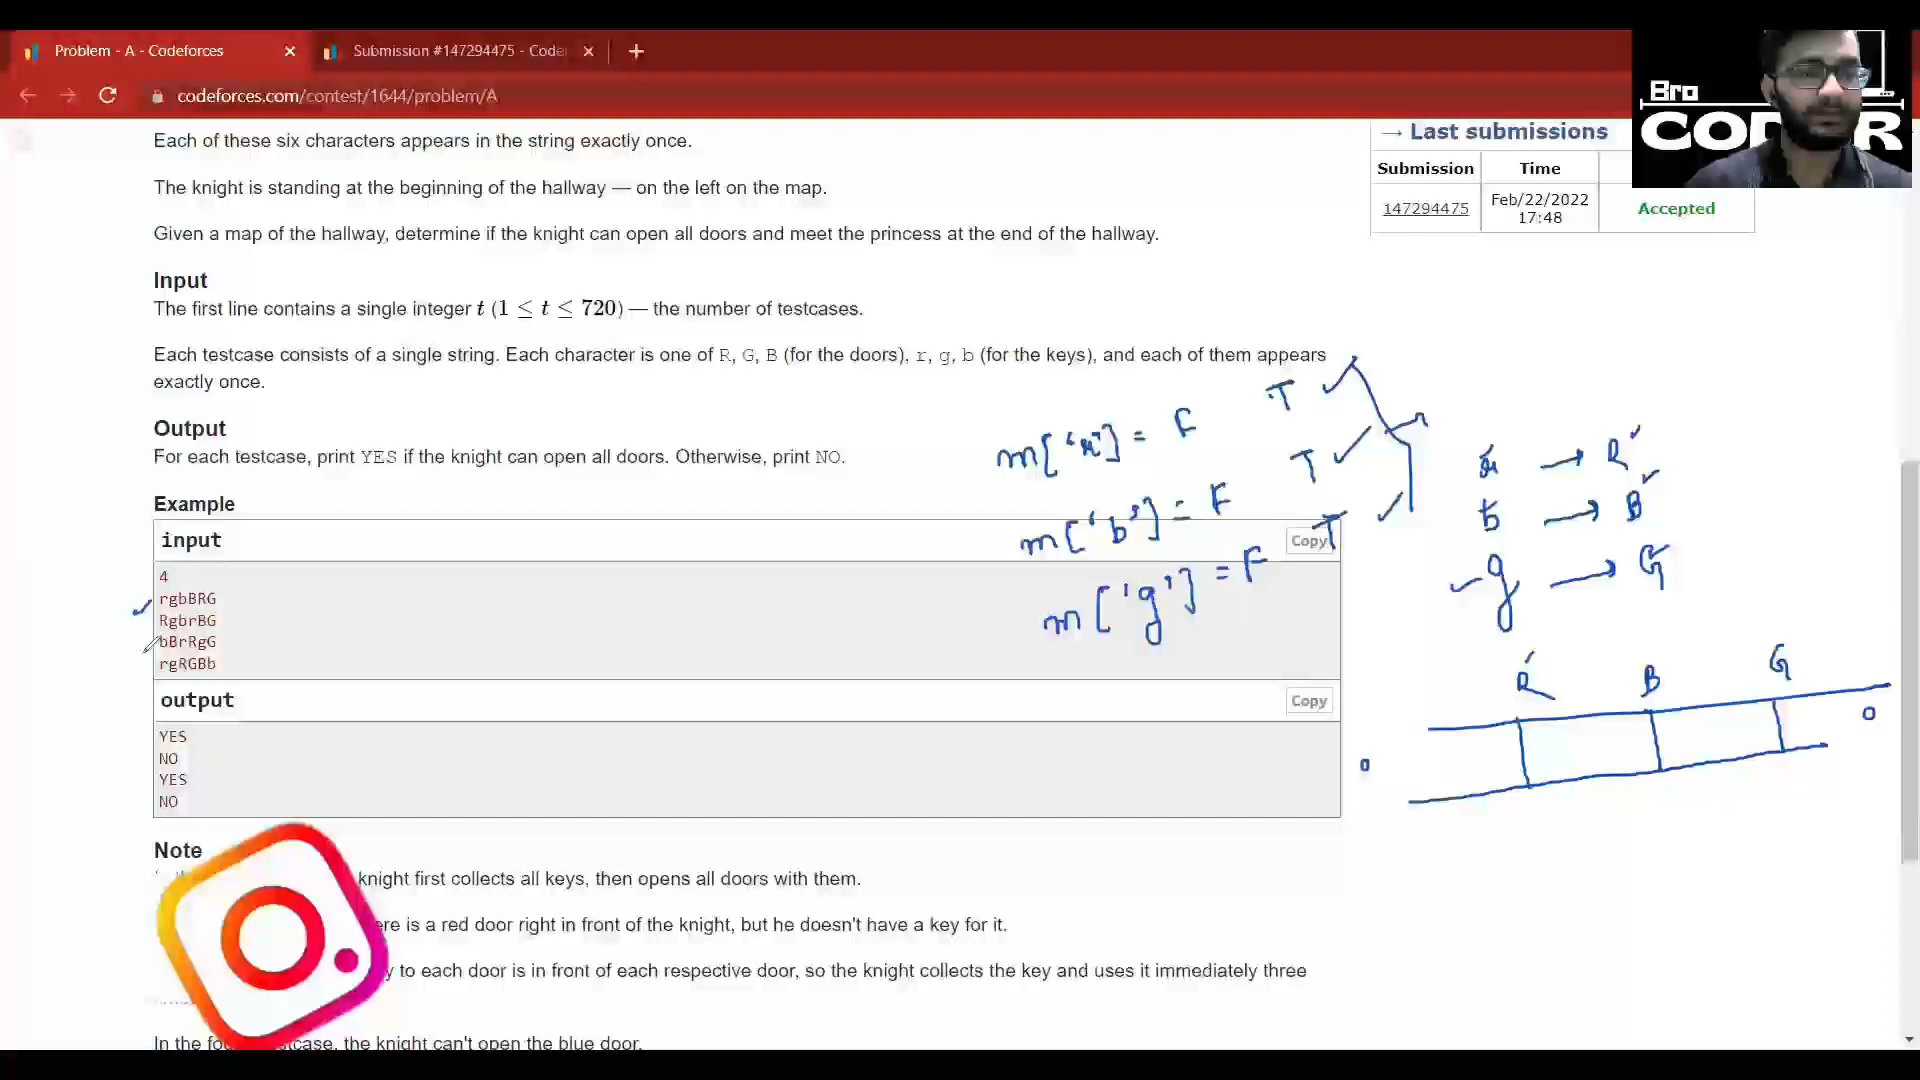 Problem - A - Codeforces
Submission #147294475 - Code
codeforces.com/contest/1644/problem/A
Bro
CODER
Each of these six characters appears in the string exactly once.
The knight is standing at the beginning of the hallway — on the left on the map.
Given a map of the hallway, determine if the knight can open all doors and meet the princess at the end of the hallway.
→ Last submissions
Submission Time
147294475 Feb/22/2022 17:48 Accepted
Input
The first line contains a single integer t (1 ≤ t ≤ 720) — the number of testcases.
Each testcase consists of a single string. Each character is one of R, G, B (for the doors), r, g, b (for the keys), and each of them appears
exactly once.
Output
For each testcase, print YES if the knight can open all doors. Otherwise, print NO.
Example
input
Copy
4
rgbBRG
RgbrBG
bBrRgG
rgRGBb
output
Copy
YES
NO
YES
NO
m['r'] = F T
m['b'] = F T
m['g'] = F T
r → R
b → B
g → G
R B G
Note
knight first collects all keys, then opens all doors with them.
ere is a red door right in front of the knight, but he doesn't have a key for it.
y to each door is in front of each respective door, so the knight collects the key and uses it immediately three
In the fo tcase, the knight can't open the blue door.